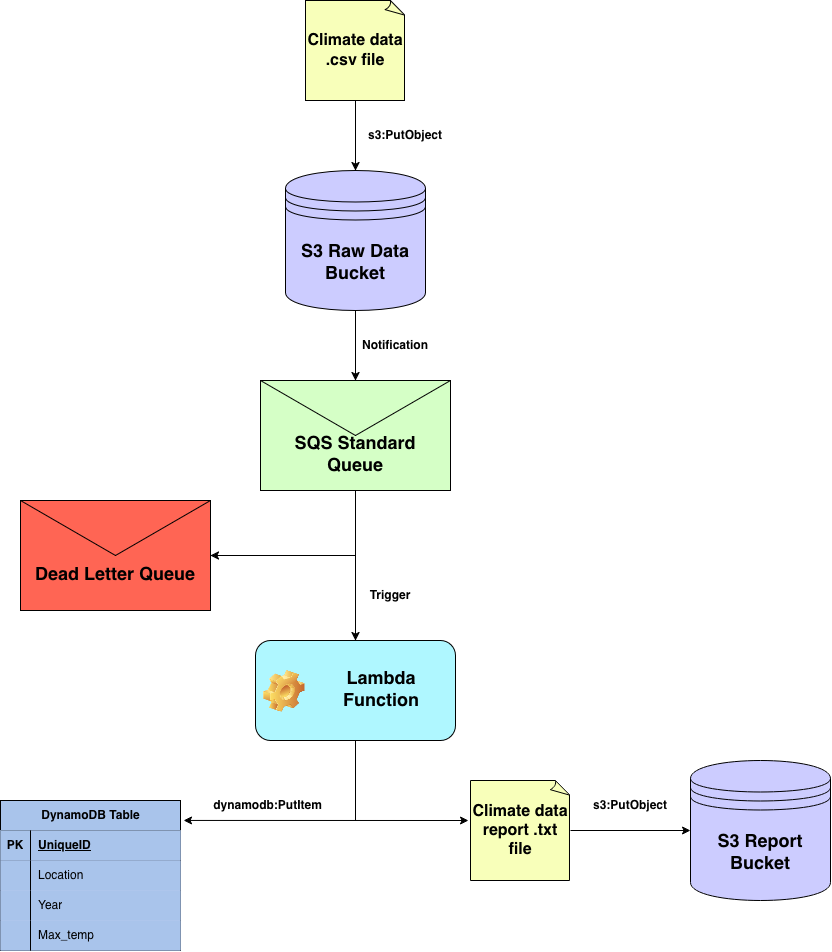 Climate data
.csv file
s3:PutObject
S3 Raw Data
Bucket
Notification
SQS Standard
Queue
Dead Letter Queue
Trigger
Lambda
Function
dynamodb:PutItem
DynamoDB Table
PK UniqueID
Location
Year
Max_temp
Climate data
report .txt
file
s3:PutObject
S3 Report
Bucket